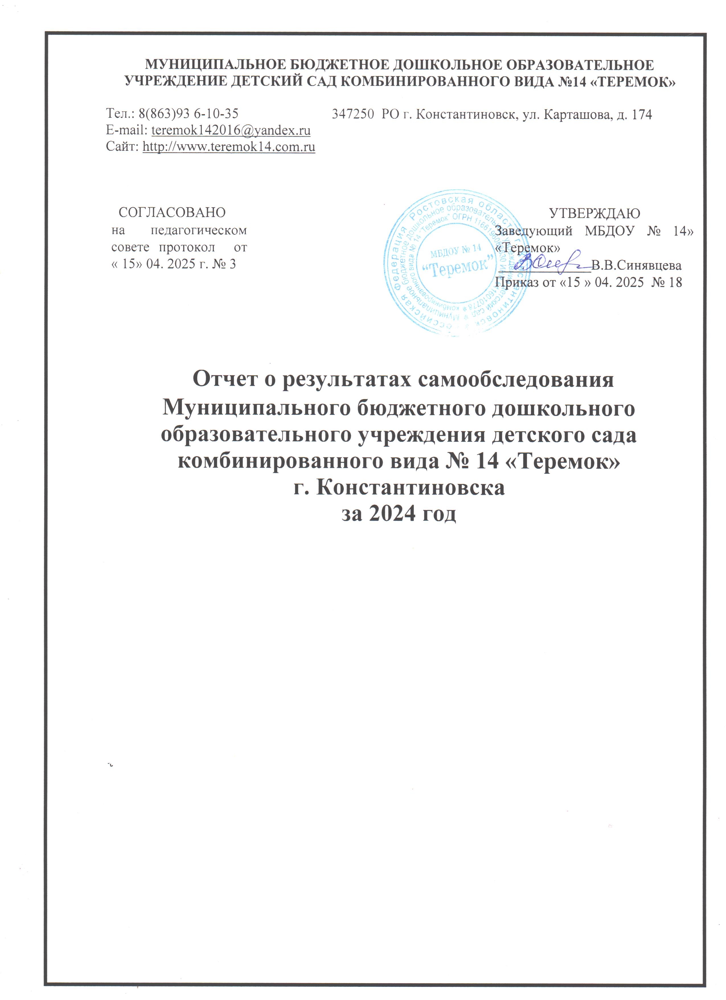 МУНИЦИПАЛЬНОЕ БЮДЖЕТНОЕ ДОШКОЛЬНОЕ ОБРАЗОВАТЕЛЬНОЕ
УЧРЕЖДЕНИЕ ДЕТСКИЙ САД КОМБИНИРОВАННОГО ВИДА №14 «ТЕРЕМОК»
Тел.: 8(863)93 6-10-35 347250 РО г. Константиновск, ул. Карташова, д. 174
E-mail: teremok142016@yandex.ru
Сайт: http://www.teremok14.com.ru
СОГЛАСОВАНО
на педагогическом
совете протокол от
« 15» 04. 2025 г. № 3
УТВЕРЖДАЮ
Заведующий МБДОУ № 14»
«Теремок»
В.В.Синявцева
Приказ от «15 » 04. 2025 № 18
Российская Федерация Ростовская область г. Константиновск
Муниципальное бюджетное дошкольное образовательное учреждение детский сад
комбинированного вида № 14 "Теремок" ОГРН ИНН
МБДОУ № 14
“Теремок”
Отчет о результатах самообследования
Муниципального бюджетного дошкольного
образовательного учреждения детского сада
комбинированного вида № 14 «Теремок»
г. Константиновска
за 2024 год